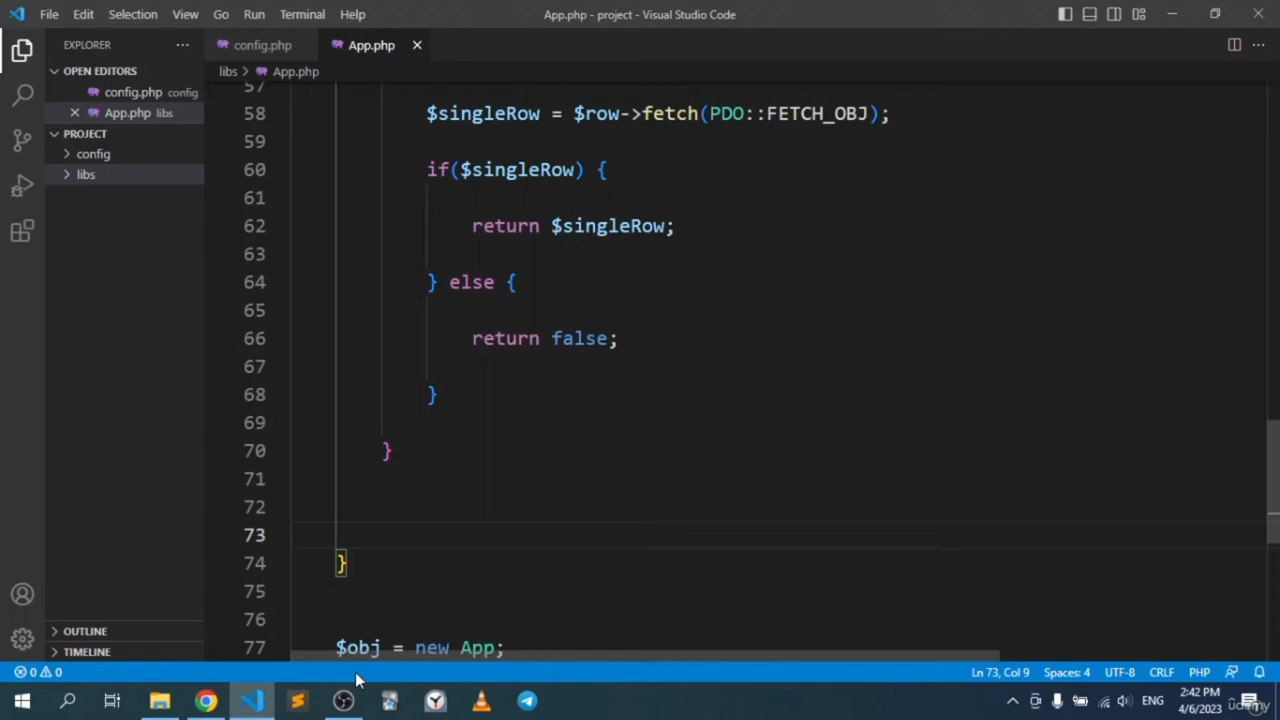 File Edit Selection View Go Run Terminal Help App.php - project - Visual Studio Code
EXPLORER config.php App.php
OPEN EDITORS libs App.php
config.php config
App.php libs
PROJECT
config
libs
57
58 $singleRow = $row->fetch(PDO::FETCH_OBJ);
59
60 if($singleRow) {
61
62 return $singleRow;
63
64 } else {
65
66 return false;
67
68 }
69
70 }
71
72
73
74 }
75
76
77 $obj = new App;
OUTLINE
TIMELINE
0 0 Ln 73, Col 9 Spaces: 4 UTF-8 CRLF PHP
ENG 2:42 PM
4/6/2023
udemy